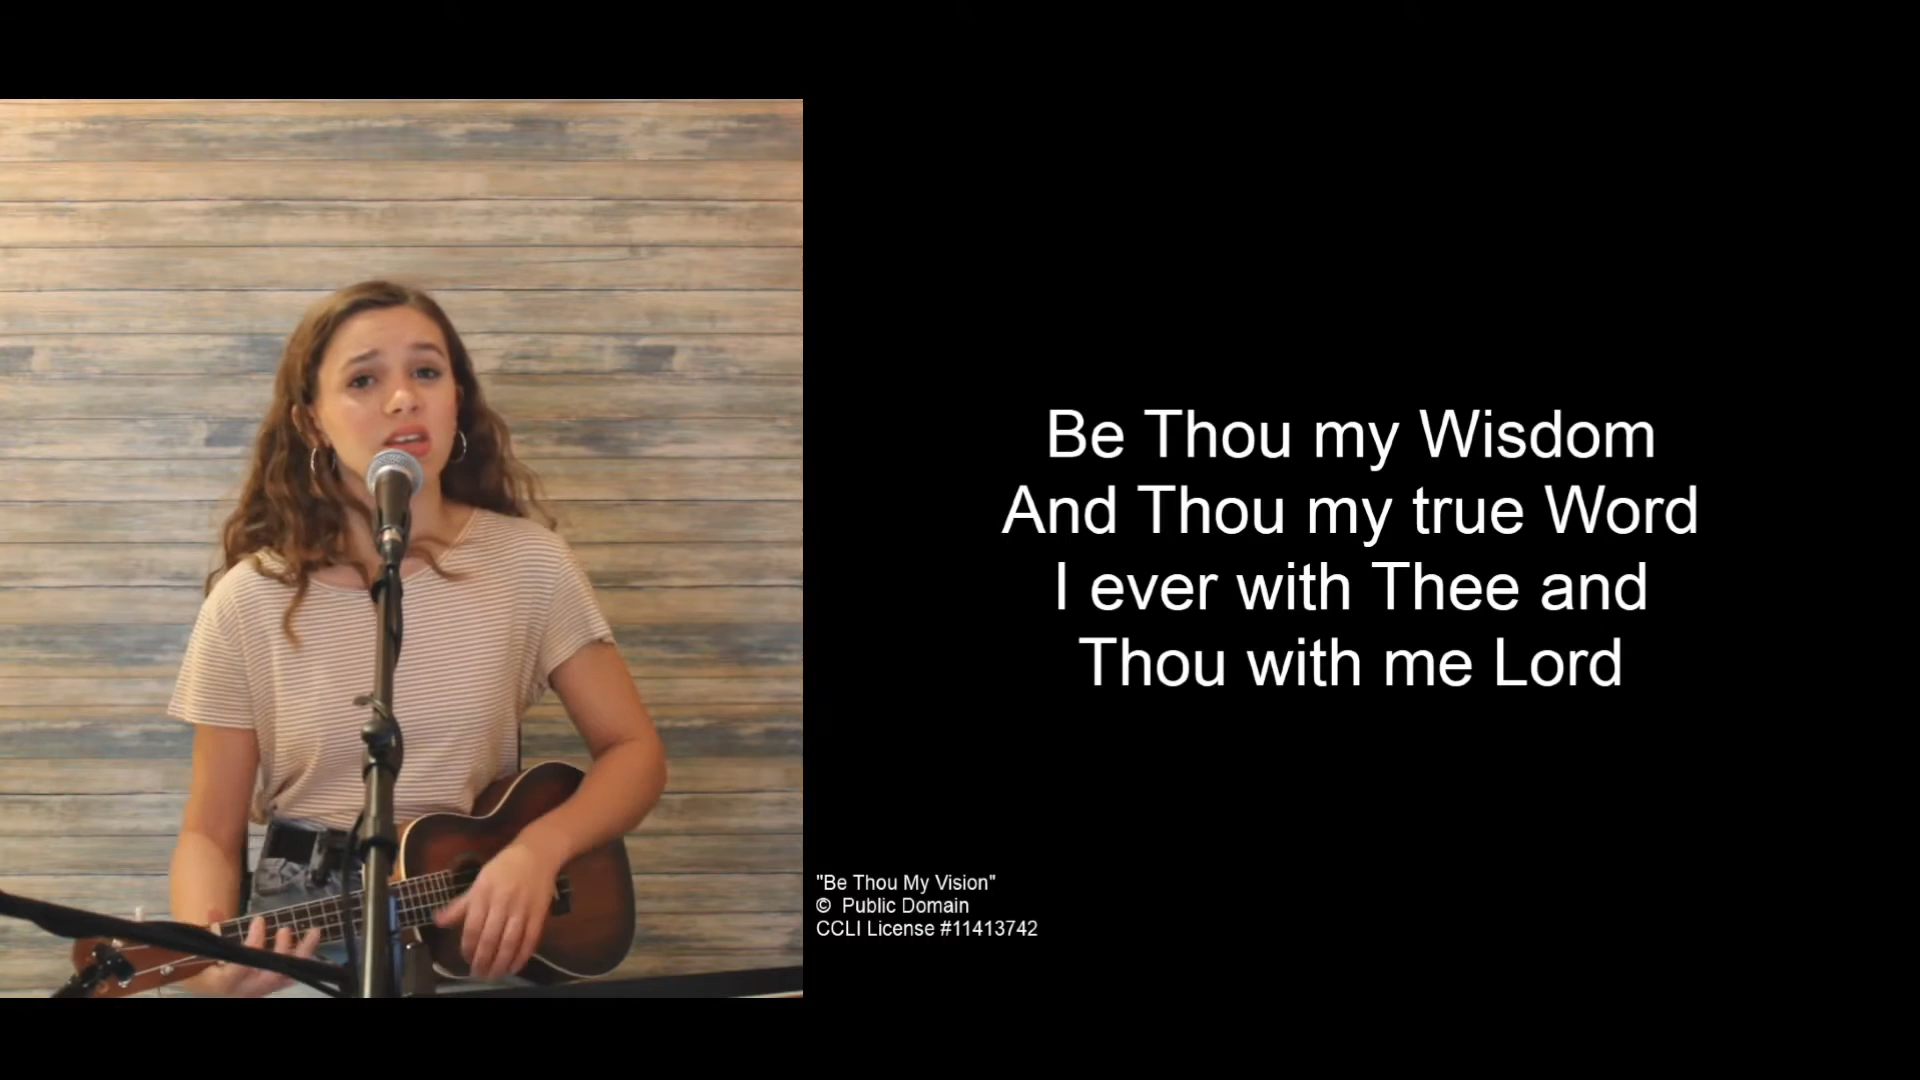 Be Thou my Wisdom
And Thou my true Word
I ever with Thee and
Thou with me Lord
"Be Thou My Vision"
© Public Domain
CCLI License #11413742